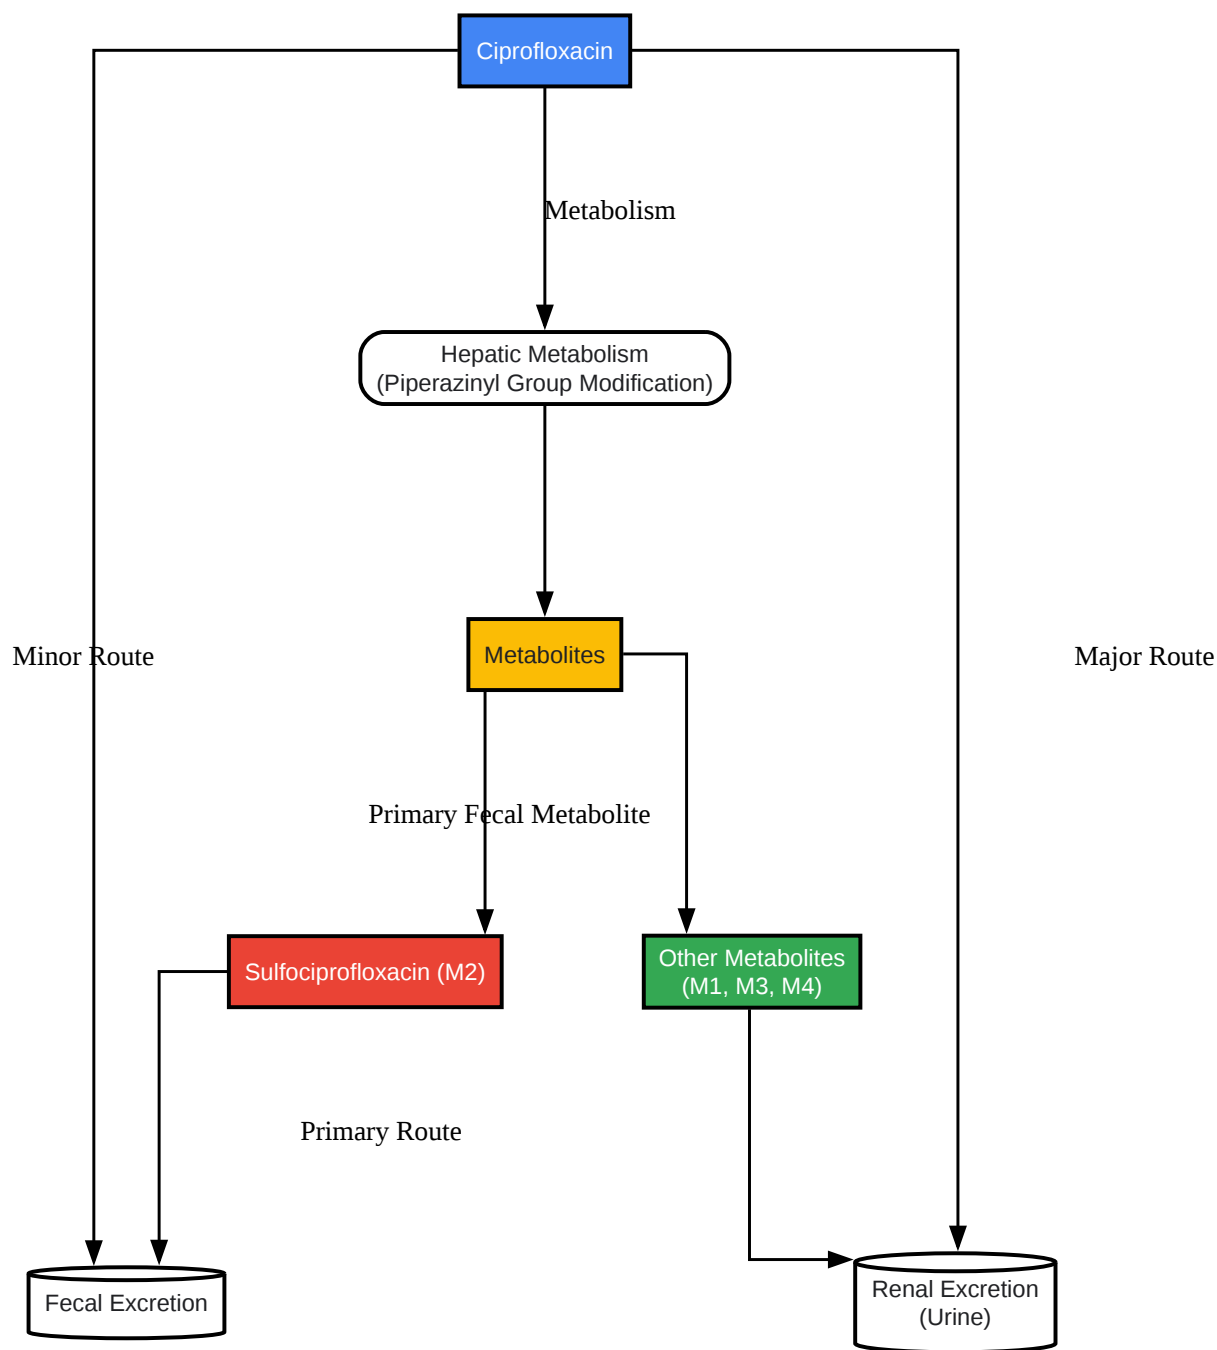 Ciprofloxacin
Metabolism
Hepatic Metabolism
(Piperazinyl Group Modification)
Minor Route
Metabolites
Major Route
Primary Fecal Metabolite
Sulfociprofloxacin (M2)
Other Metabolites
(M1, M3, M4)
Primary Route
Fecal Excretion
Renal Excretion
(Urine)